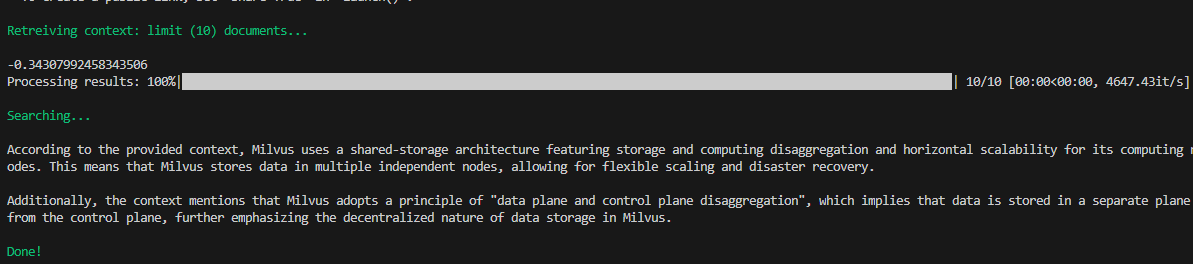 Retreiving context: limit (10) documents...
-0.34307992458343506
Processing results: 100%| | 10/10 [00:00<00:00, 4647.43it/s]
Searching...
According to the provided context, Milvus uses a shared-storage architecture featuring storage and computing disaggregation and horizontal scalability for its computing n
odes. This means that Milvus stores data in multiple independent nodes, allowing for flexible scaling and disaster recovery.
Additionally, the context mentions that Milvus adopts a principle of "data plane and control plane disaggregation", which implies that data is stored in a separate plane
from the control plane, further emphasizing the decentralized nature of data storage in Milvus.
Done!